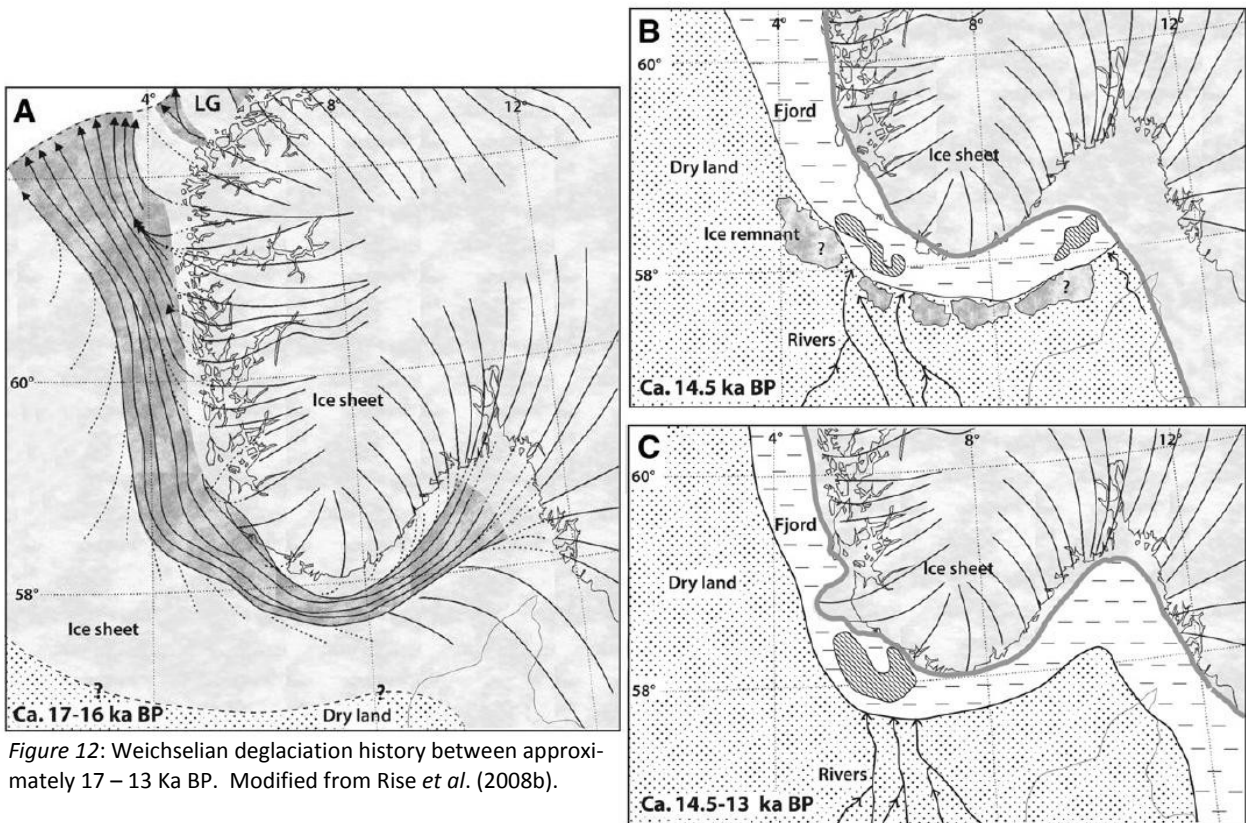 A
4°
LG
8°
12°
60°
Ice sheet
58°
Ice sheet
?
?
Ca. 17-16 ka BP
Dry land
Figure 12: Weichselian deglaciation history between approxi-
mately 17 – 13 Ka BP. Modified from Rise et al. (2008b).
B
4°
8°
12°
60°
Fjord
Ice sheet
Dry land
Ice remnant
?
58°
?
Rivers
Ca. 14.5 ka BP
C
4°
8°
12°
60°
Fjord
Ice sheet
Dry land
58°
Rivers
Ca. 14.5-13 ka BP